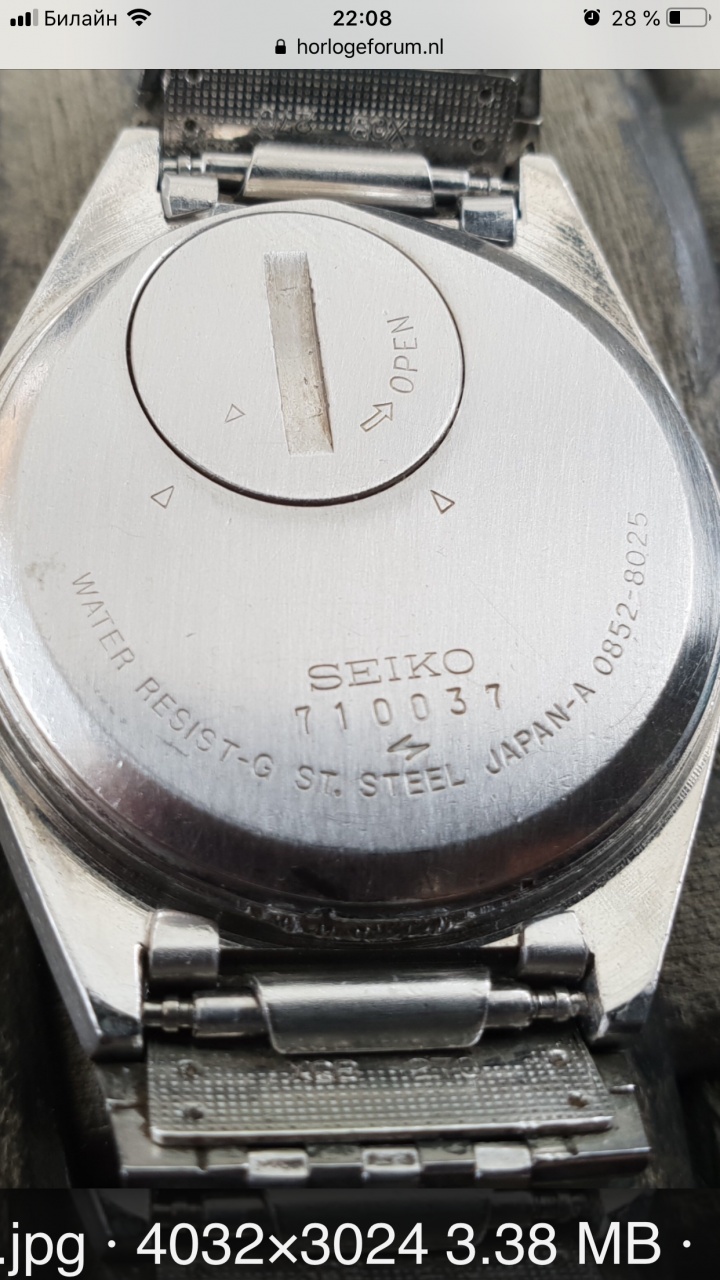 Билайн 22:08 28 %
horlogeforum.nl
OPEN
SEIKO
710037
WATER RESIST-G ST. STEEL JAPAN-A 0852-8025
.jpg · 4032×3024 3.38 MB ·